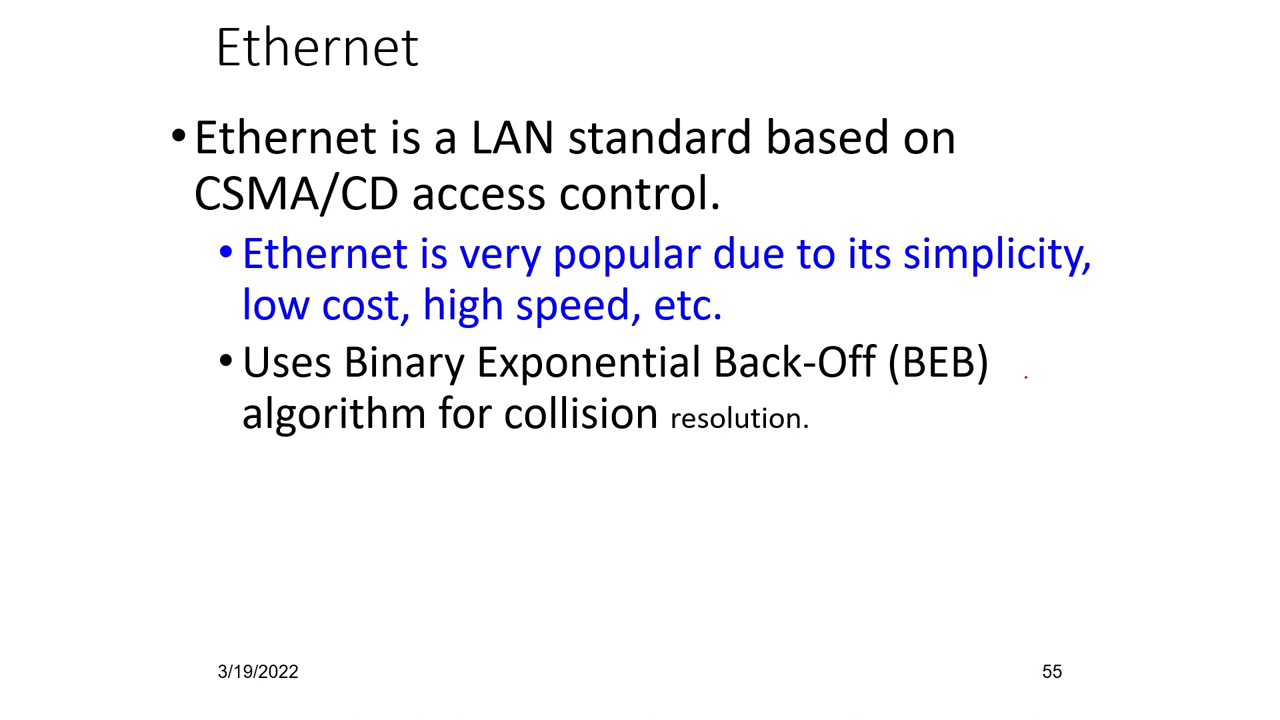 Ethernet
•Ethernet is a LAN standard based on
CSMA/CD access control.
•Ethernet is very popular due to its simplicity,
low cost, high speed, etc.
•Uses Binary Exponential Back-Off (BEB)
algorithm for collision resolution.
3/19/2022 55